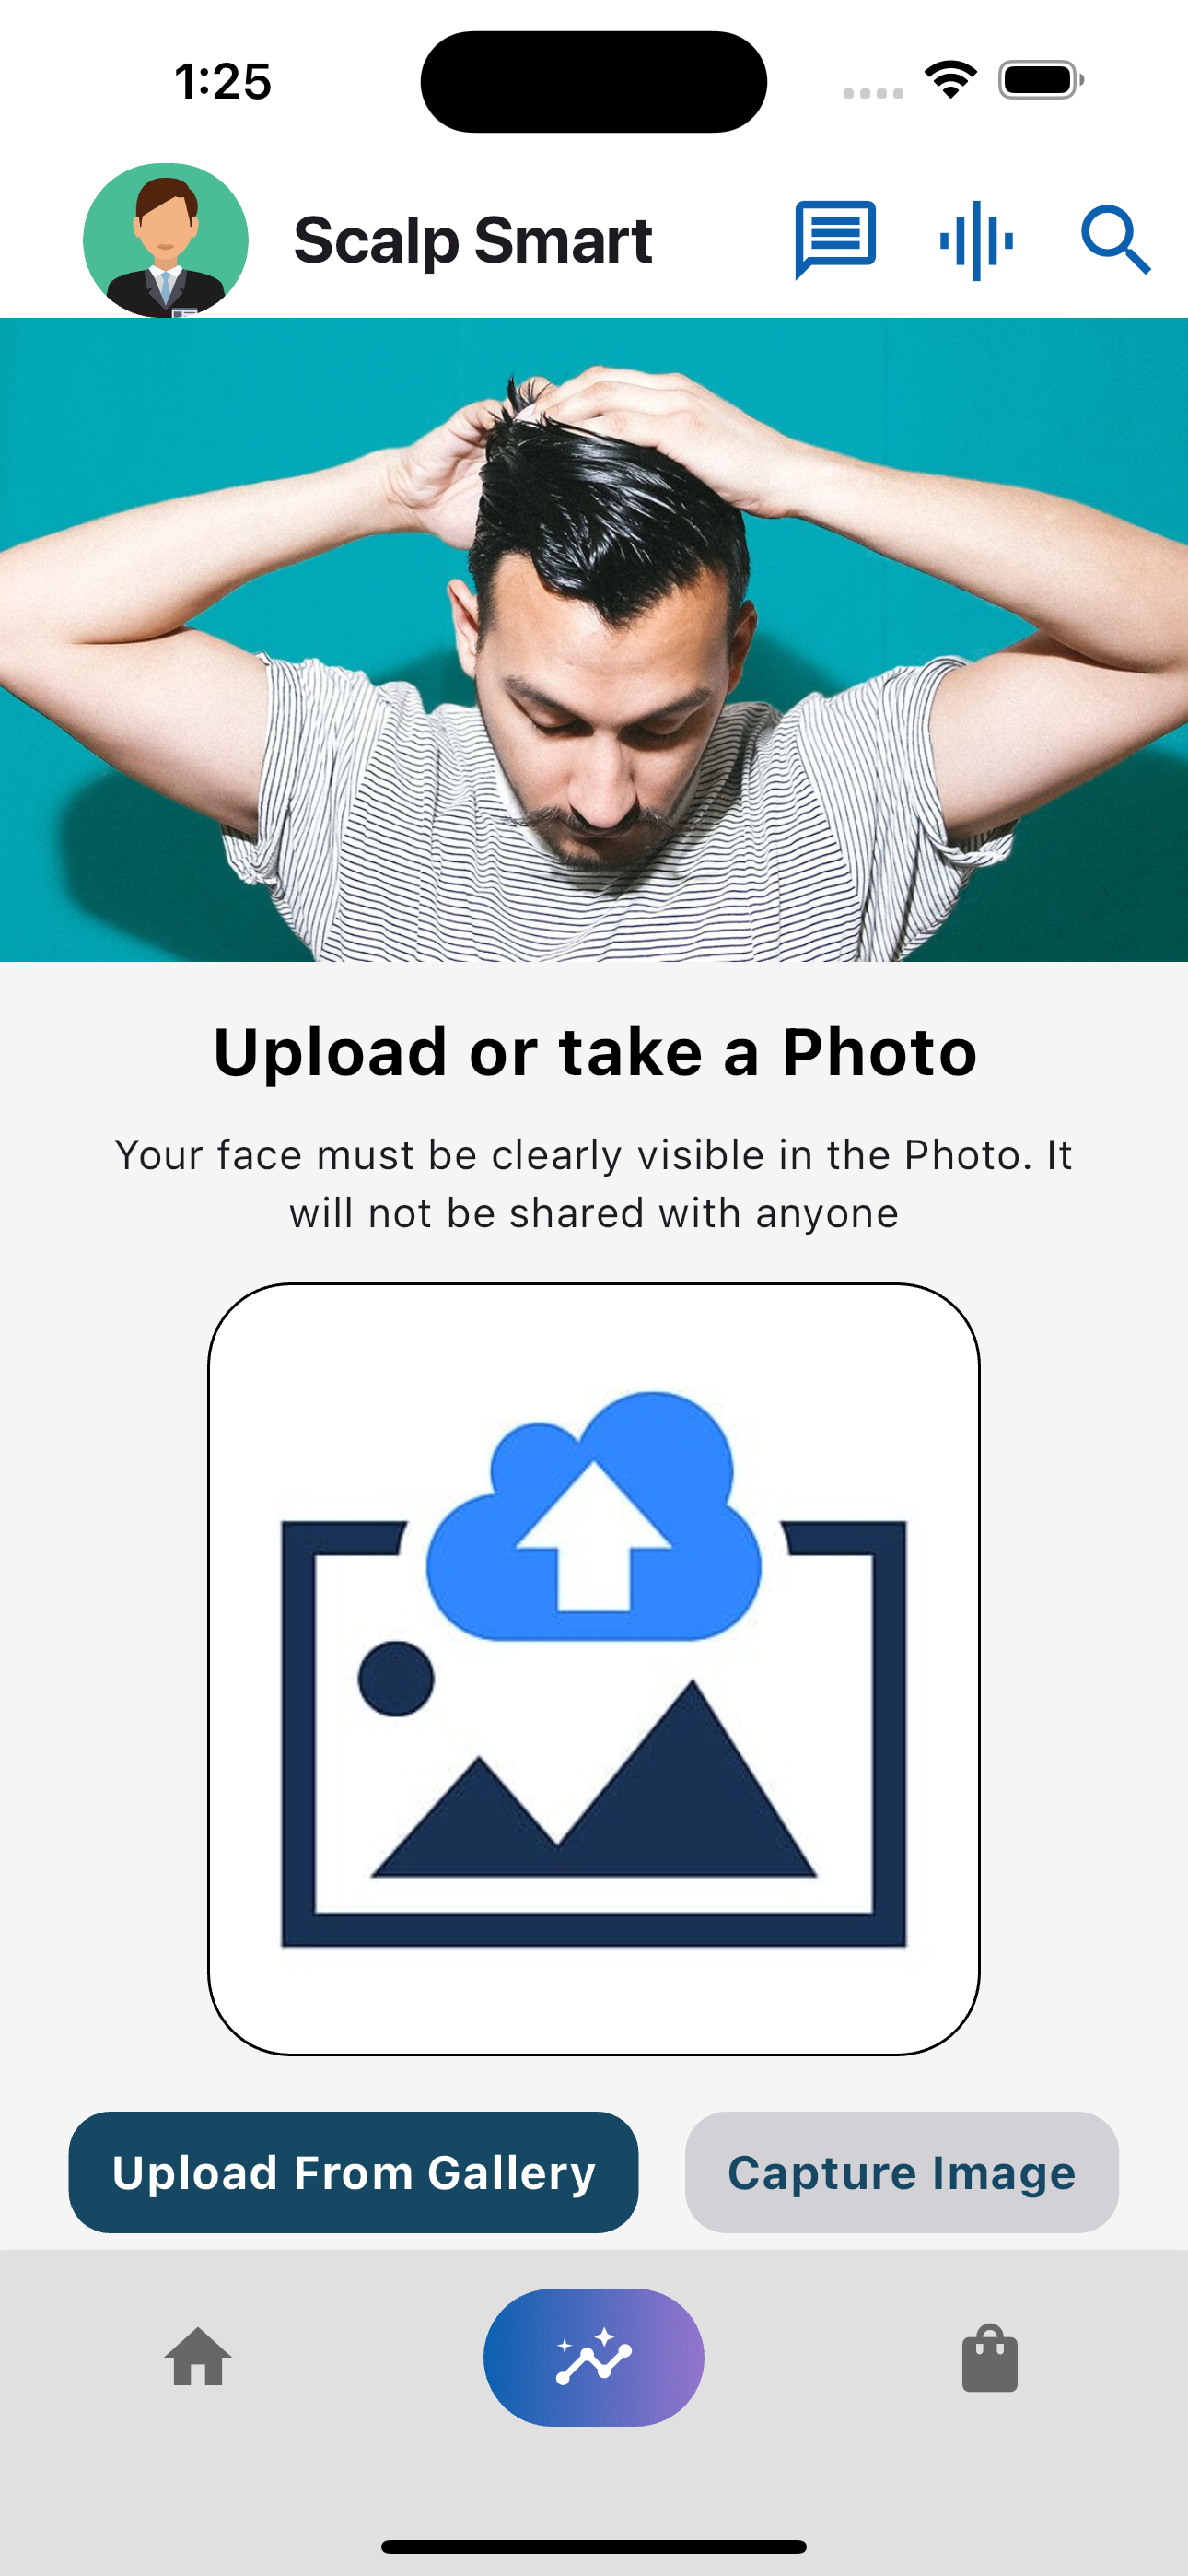 1:25
Scalp Smart
Upload or take a Photo
Your face must be clearly visible in the Photo. It
will not be shared with anyone
Upload From Gallery
Capture Image